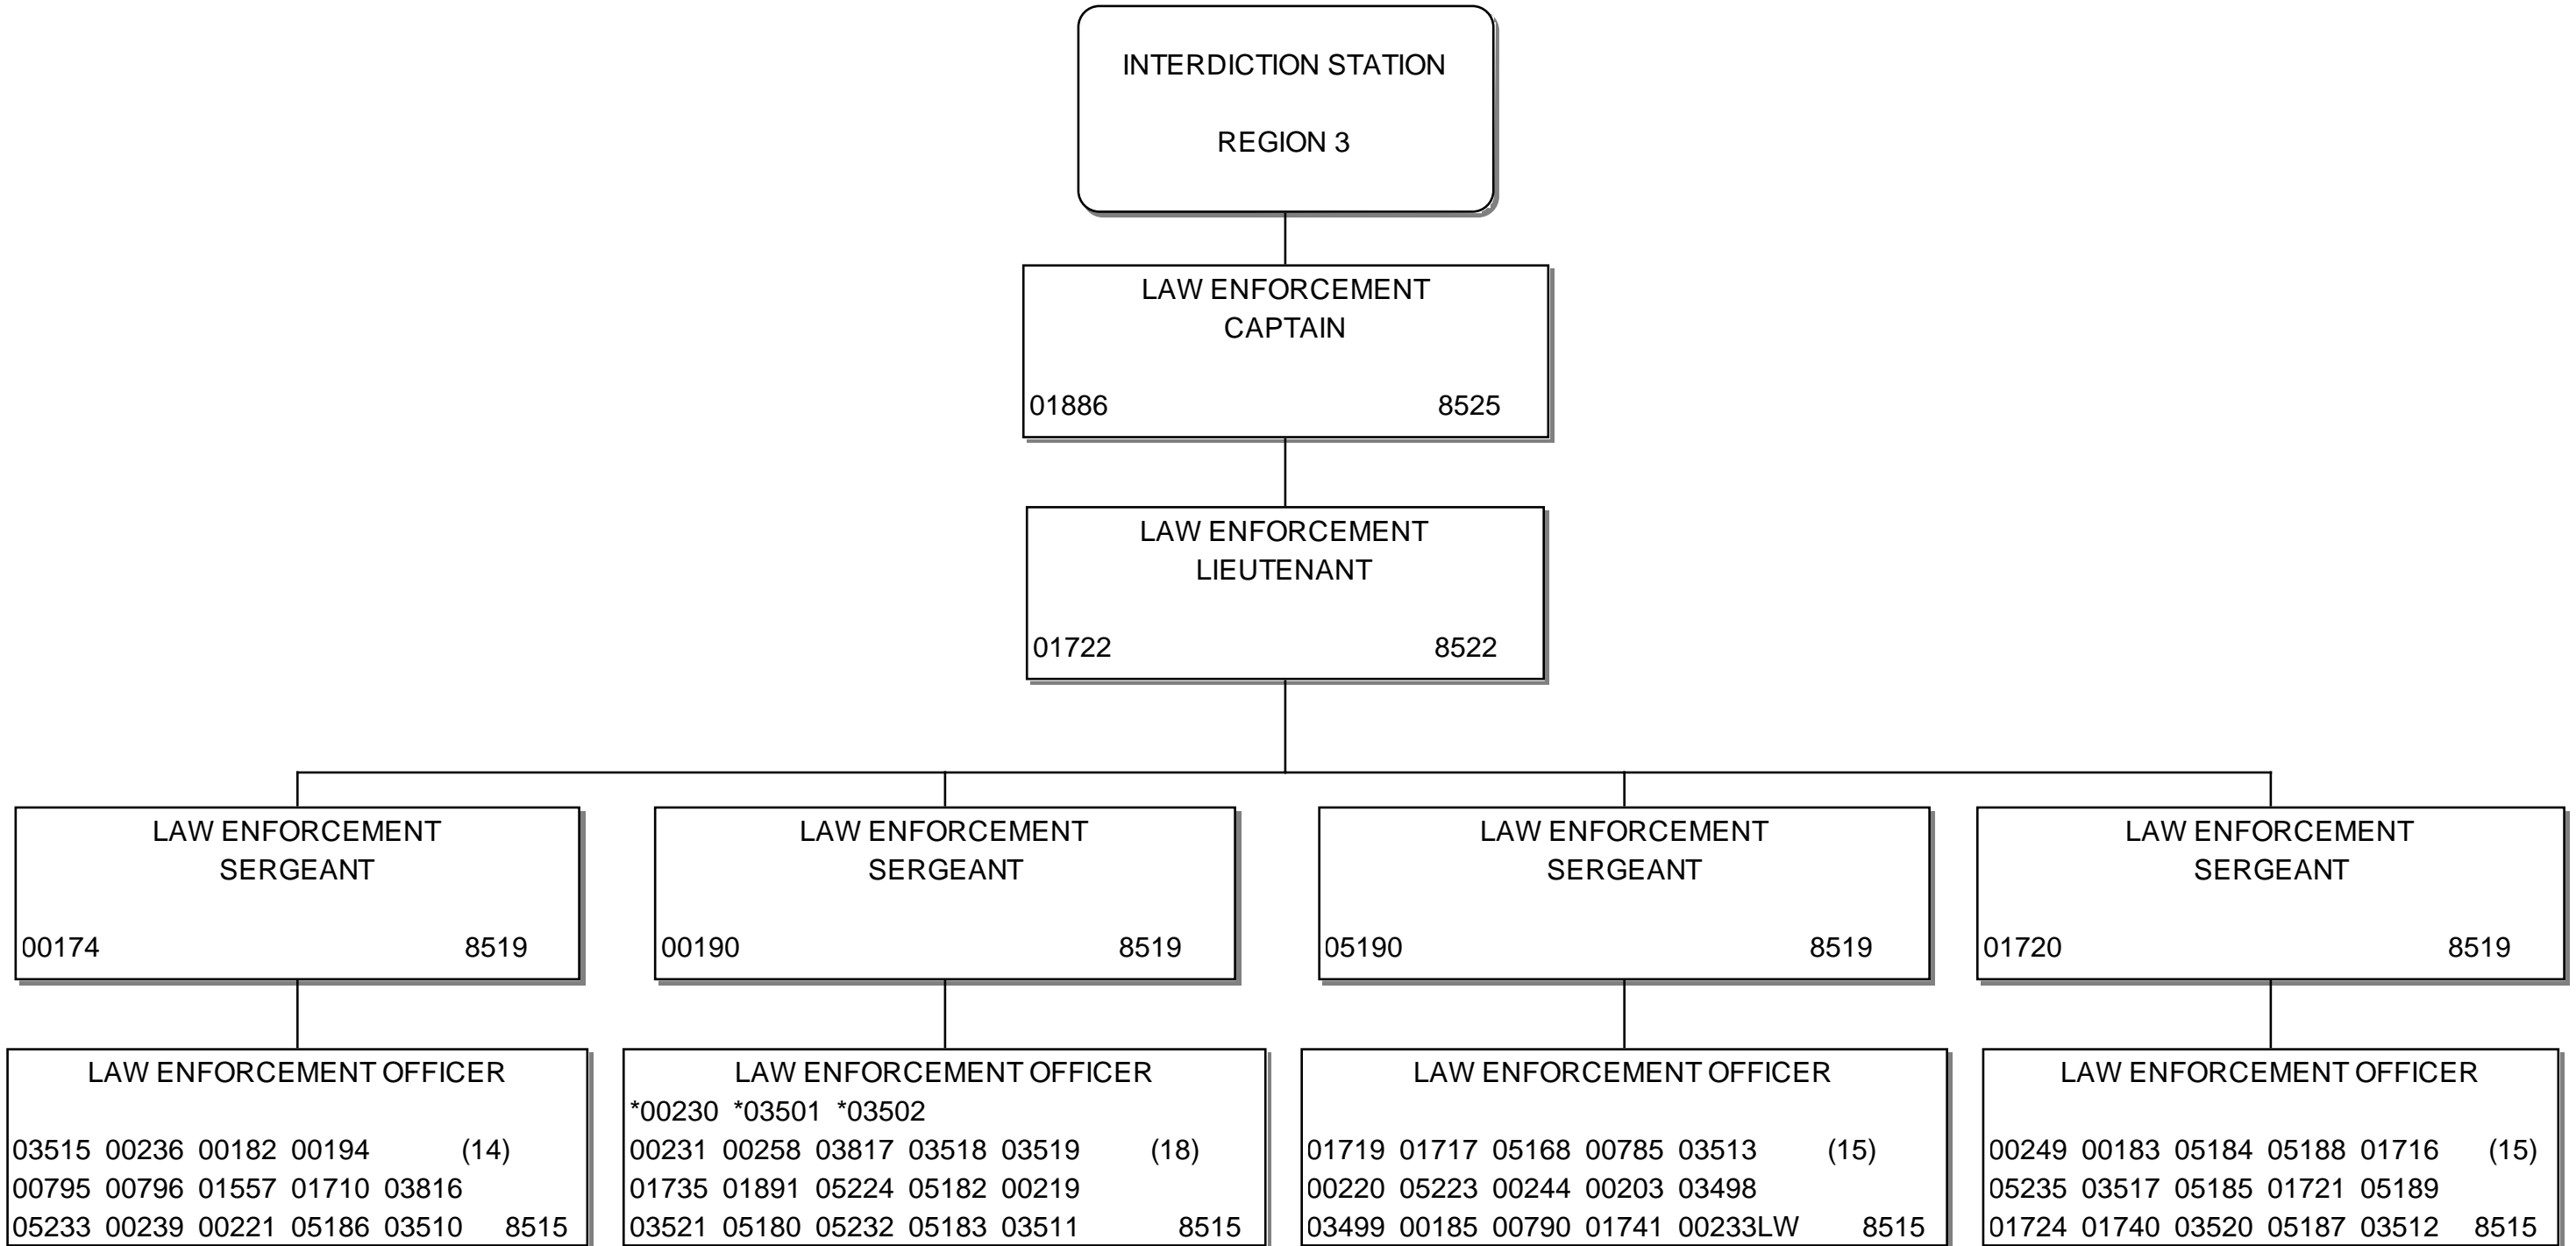 INTERDICTION STATION
REGION 3
LAW ENFORCEMENT
CAPTAIN
01886 8525
LAW ENFORCEMENT
LIEUTENANT
01722 8522
LAW ENFORCEMENT
SERGEANT
00174 8519
LAW ENFORCEMENT
SERGEANT
00190 8519
LAW ENFORCEMENT
SERGEANT
05190 8519
LAW ENFORCEMENT
SERGEANT
01720 8519
LAW ENFORCEMENT OFFICER
03515 00236 00182 00194 (14)
00795 00796 01557 01710 03816
05233 00239 00221 05186 03510 8515
LAW ENFORCEMENT OFFICER
*00230 *03501 *03502
00231 00258 03817 03518 03519 (18)
01735 01891 05224 05182 00219
03521 05180 05232 05183 03511 8515
LAW ENFORCEMENT OFFICER
01719 01717 05168 00785 03513 (15)
00220 05223 00244 00203 03498
03499 00185 00790 01741 00233LW 8515
LAW ENFORCEMENT OFFICER
00249 00183 05184 05188 01716 (15)
05235 03517 05185 01721 05189
01724 01740 03520 05187 03512 8515